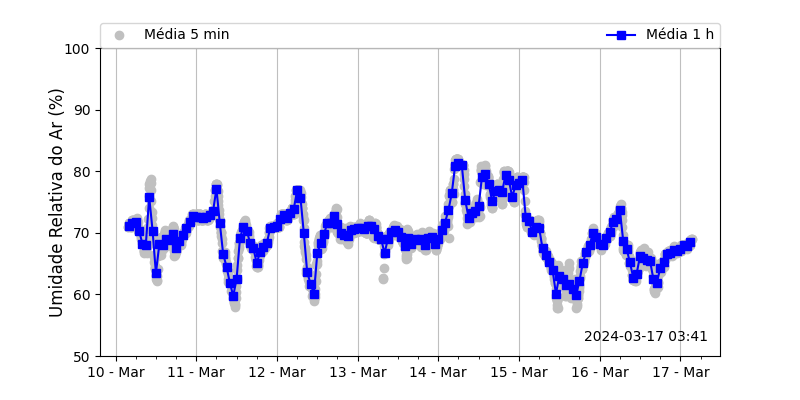 Média 5 min
Média 1 h
100
90
80
70
60
50
Umidade Relativa do Ar (%)
2024-03-17 03:41
10 - Mar
11 - Mar
12 - Mar
13 - Mar
14 - Mar
15 - Mar
16 - Mar
17 - Mar